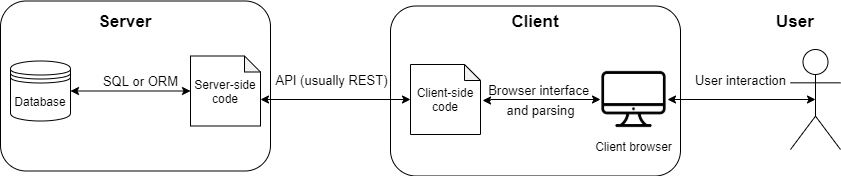 Server
Client
User
SQL or ORM
Database
Server-side
code
API (usually REST)
Client-side
code
Browser interface
and parsing
Client browser
User interaction